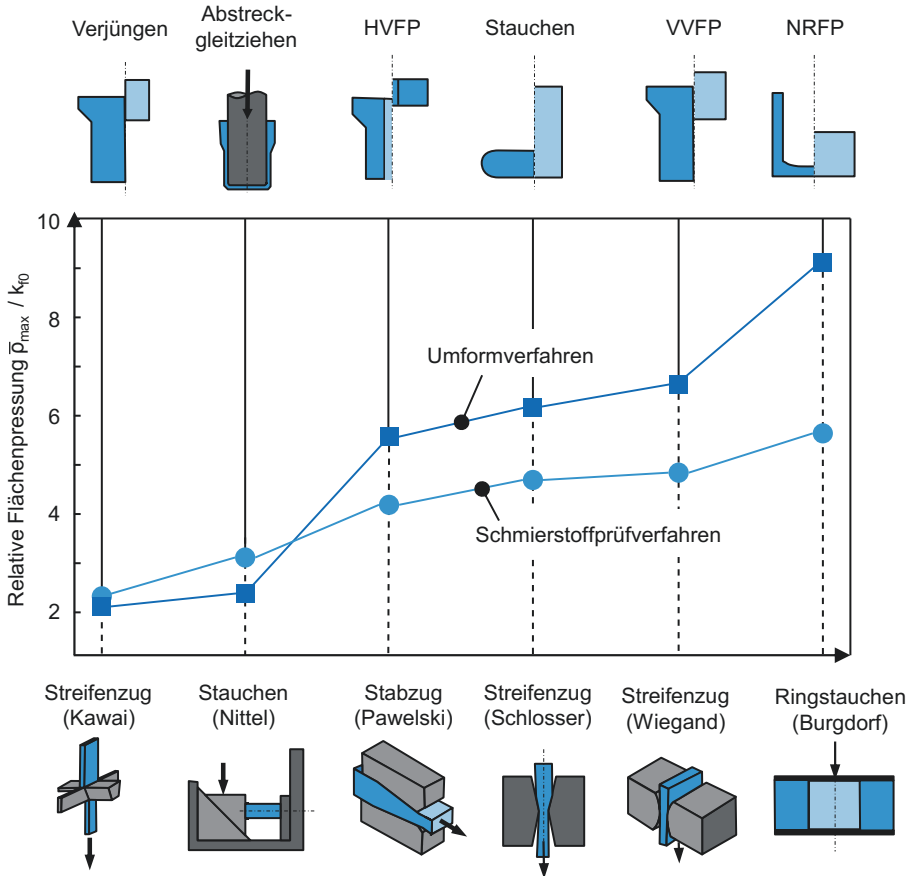 Verjüngen
Abstreck-
gleitziehen
HVFP
Stauchen
VVFP
NRFP
Relative Flächenpressung p̅max / kf0
10
8
6
4
2
Umformverfahren
Schmierstoffprüfverfahren
Streifenzug
(Kawai)
Stauchen
(Nittel)
Stabzug
(Pawelski)
Streifenzug
(Schlosser)
Streifenzug
(Wiegand)
Ringstauchen
(Burgdorf)